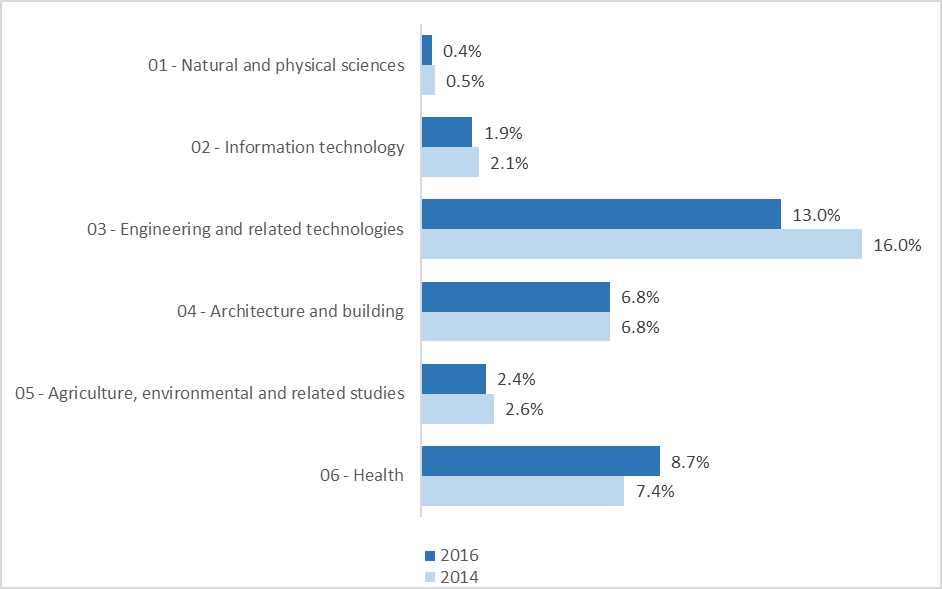 01 - Natural and physical sciences
0.4%
0.5%
02 - Information technology
1.9%
2.1%
03 - Engineering and related technologies
13.0%
16.0%
04 - Architecture and building
6.8%
6.8%
05 - Agriculture, environmental and related studies
2.4%
2.6%
06 - Health
8.7%
7.4%
2016
2014